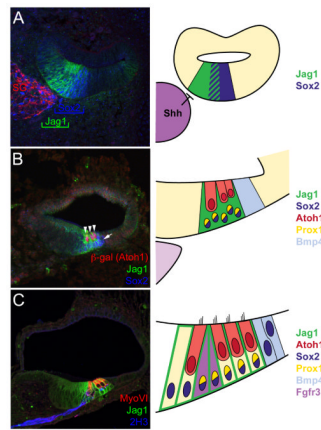 A
SG
Sox2
Jag1
Shh
Jag1
Sox2
B
β-gal (Atoh1)
Jag1
Sox2
Jag1
Sox2
Atoh1
Prox1
Bmp4
C
MyoVI
Jag1
Jag1
Atoh1
Sox2
Prox1
Bmp4
Fgfr3